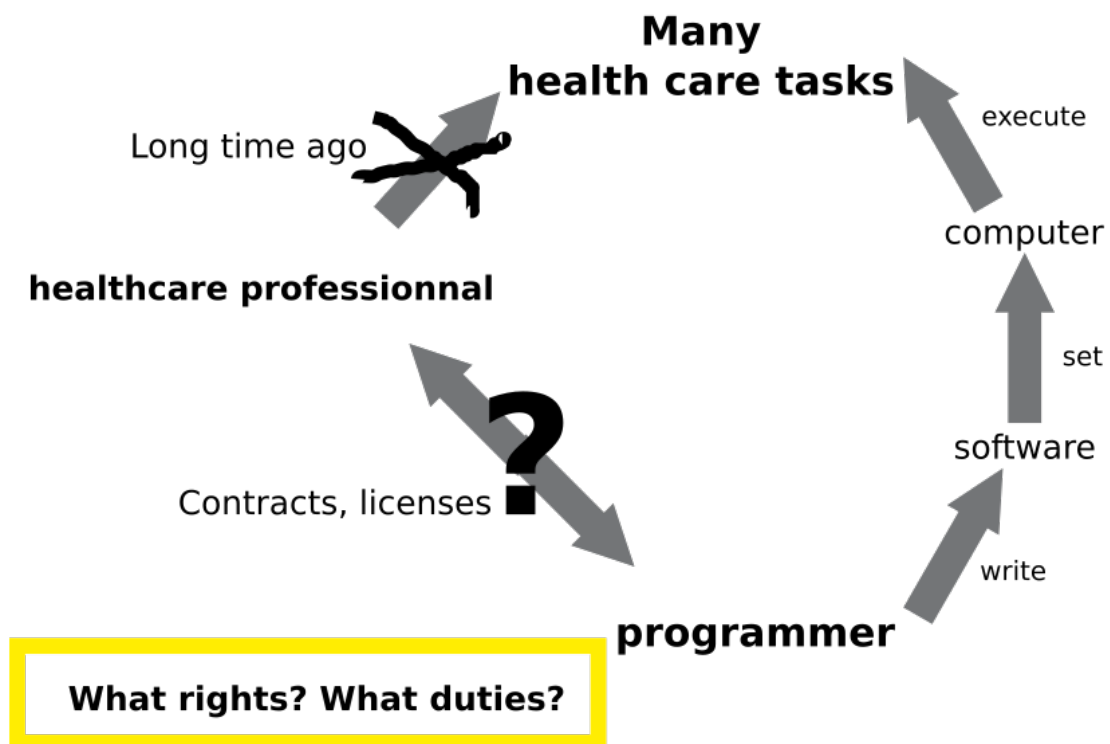 Many
health care tasks
execute
Long time ago
computer
healthcare professionnal
set
software
?
Contracts, licenses
write
programmer
What rights? What duties?